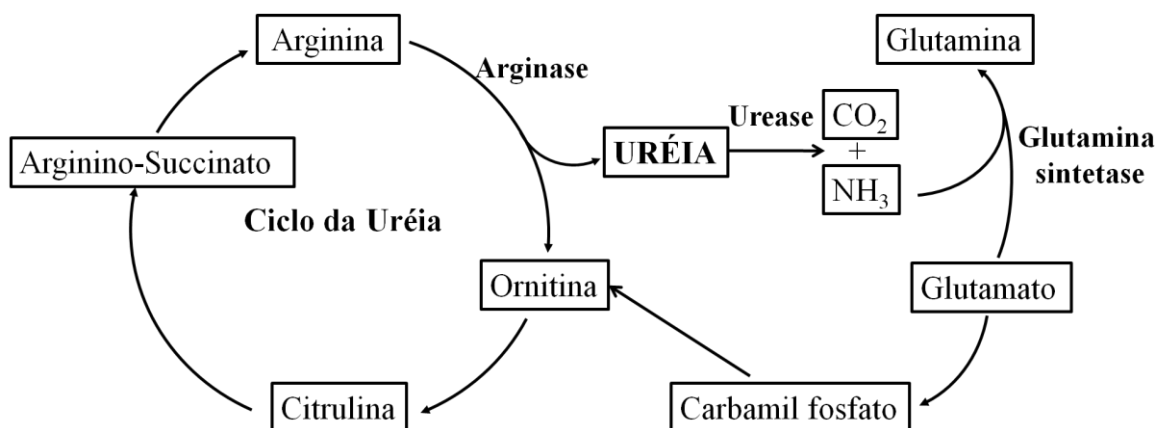 Arginina
Glutamina
Arginase
Urease
CO₂
+
NH₃
URÉIA
Glutamina
sintetase
Arginino-Succinato
Ciclo da Uréia
Ornitina
Glutamato
Citrulina
Carbamil fosfato